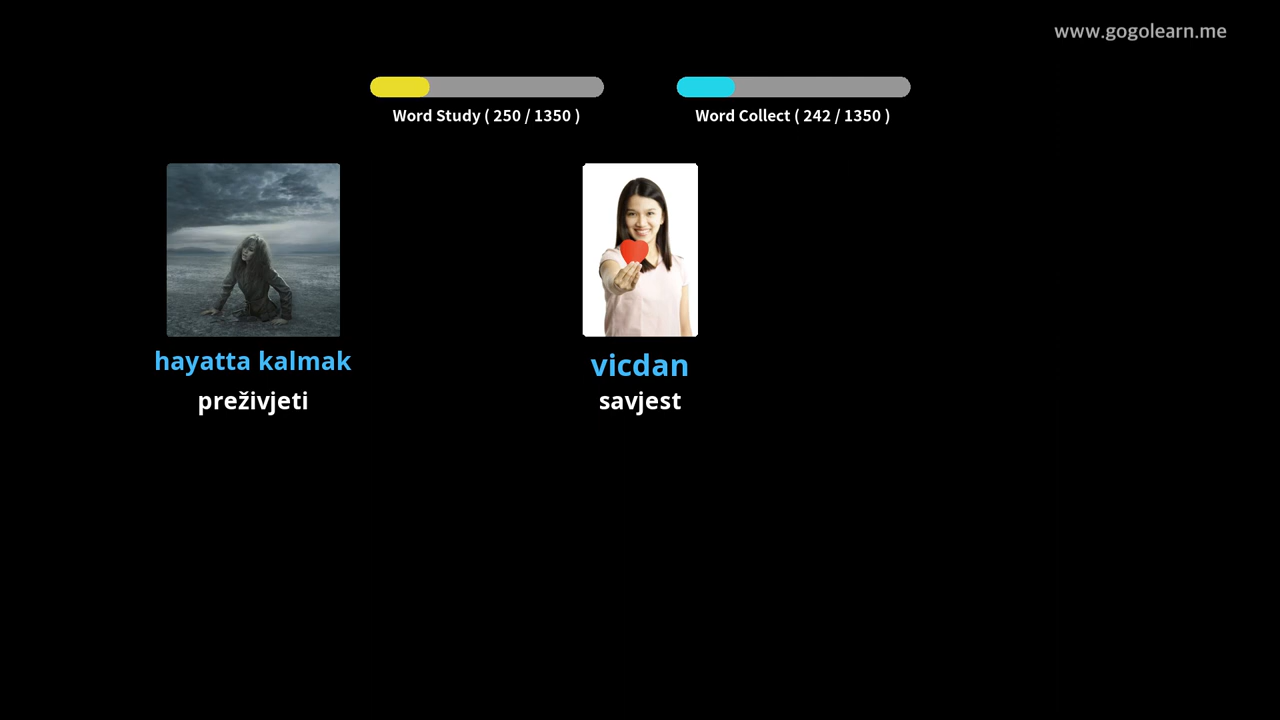 www.gogolearn.me
Word Study ( 250 / 1350 )
Word Collect ( 242 / 1350 )
hayatta kalmak
preživjeti
vicdan
savjest